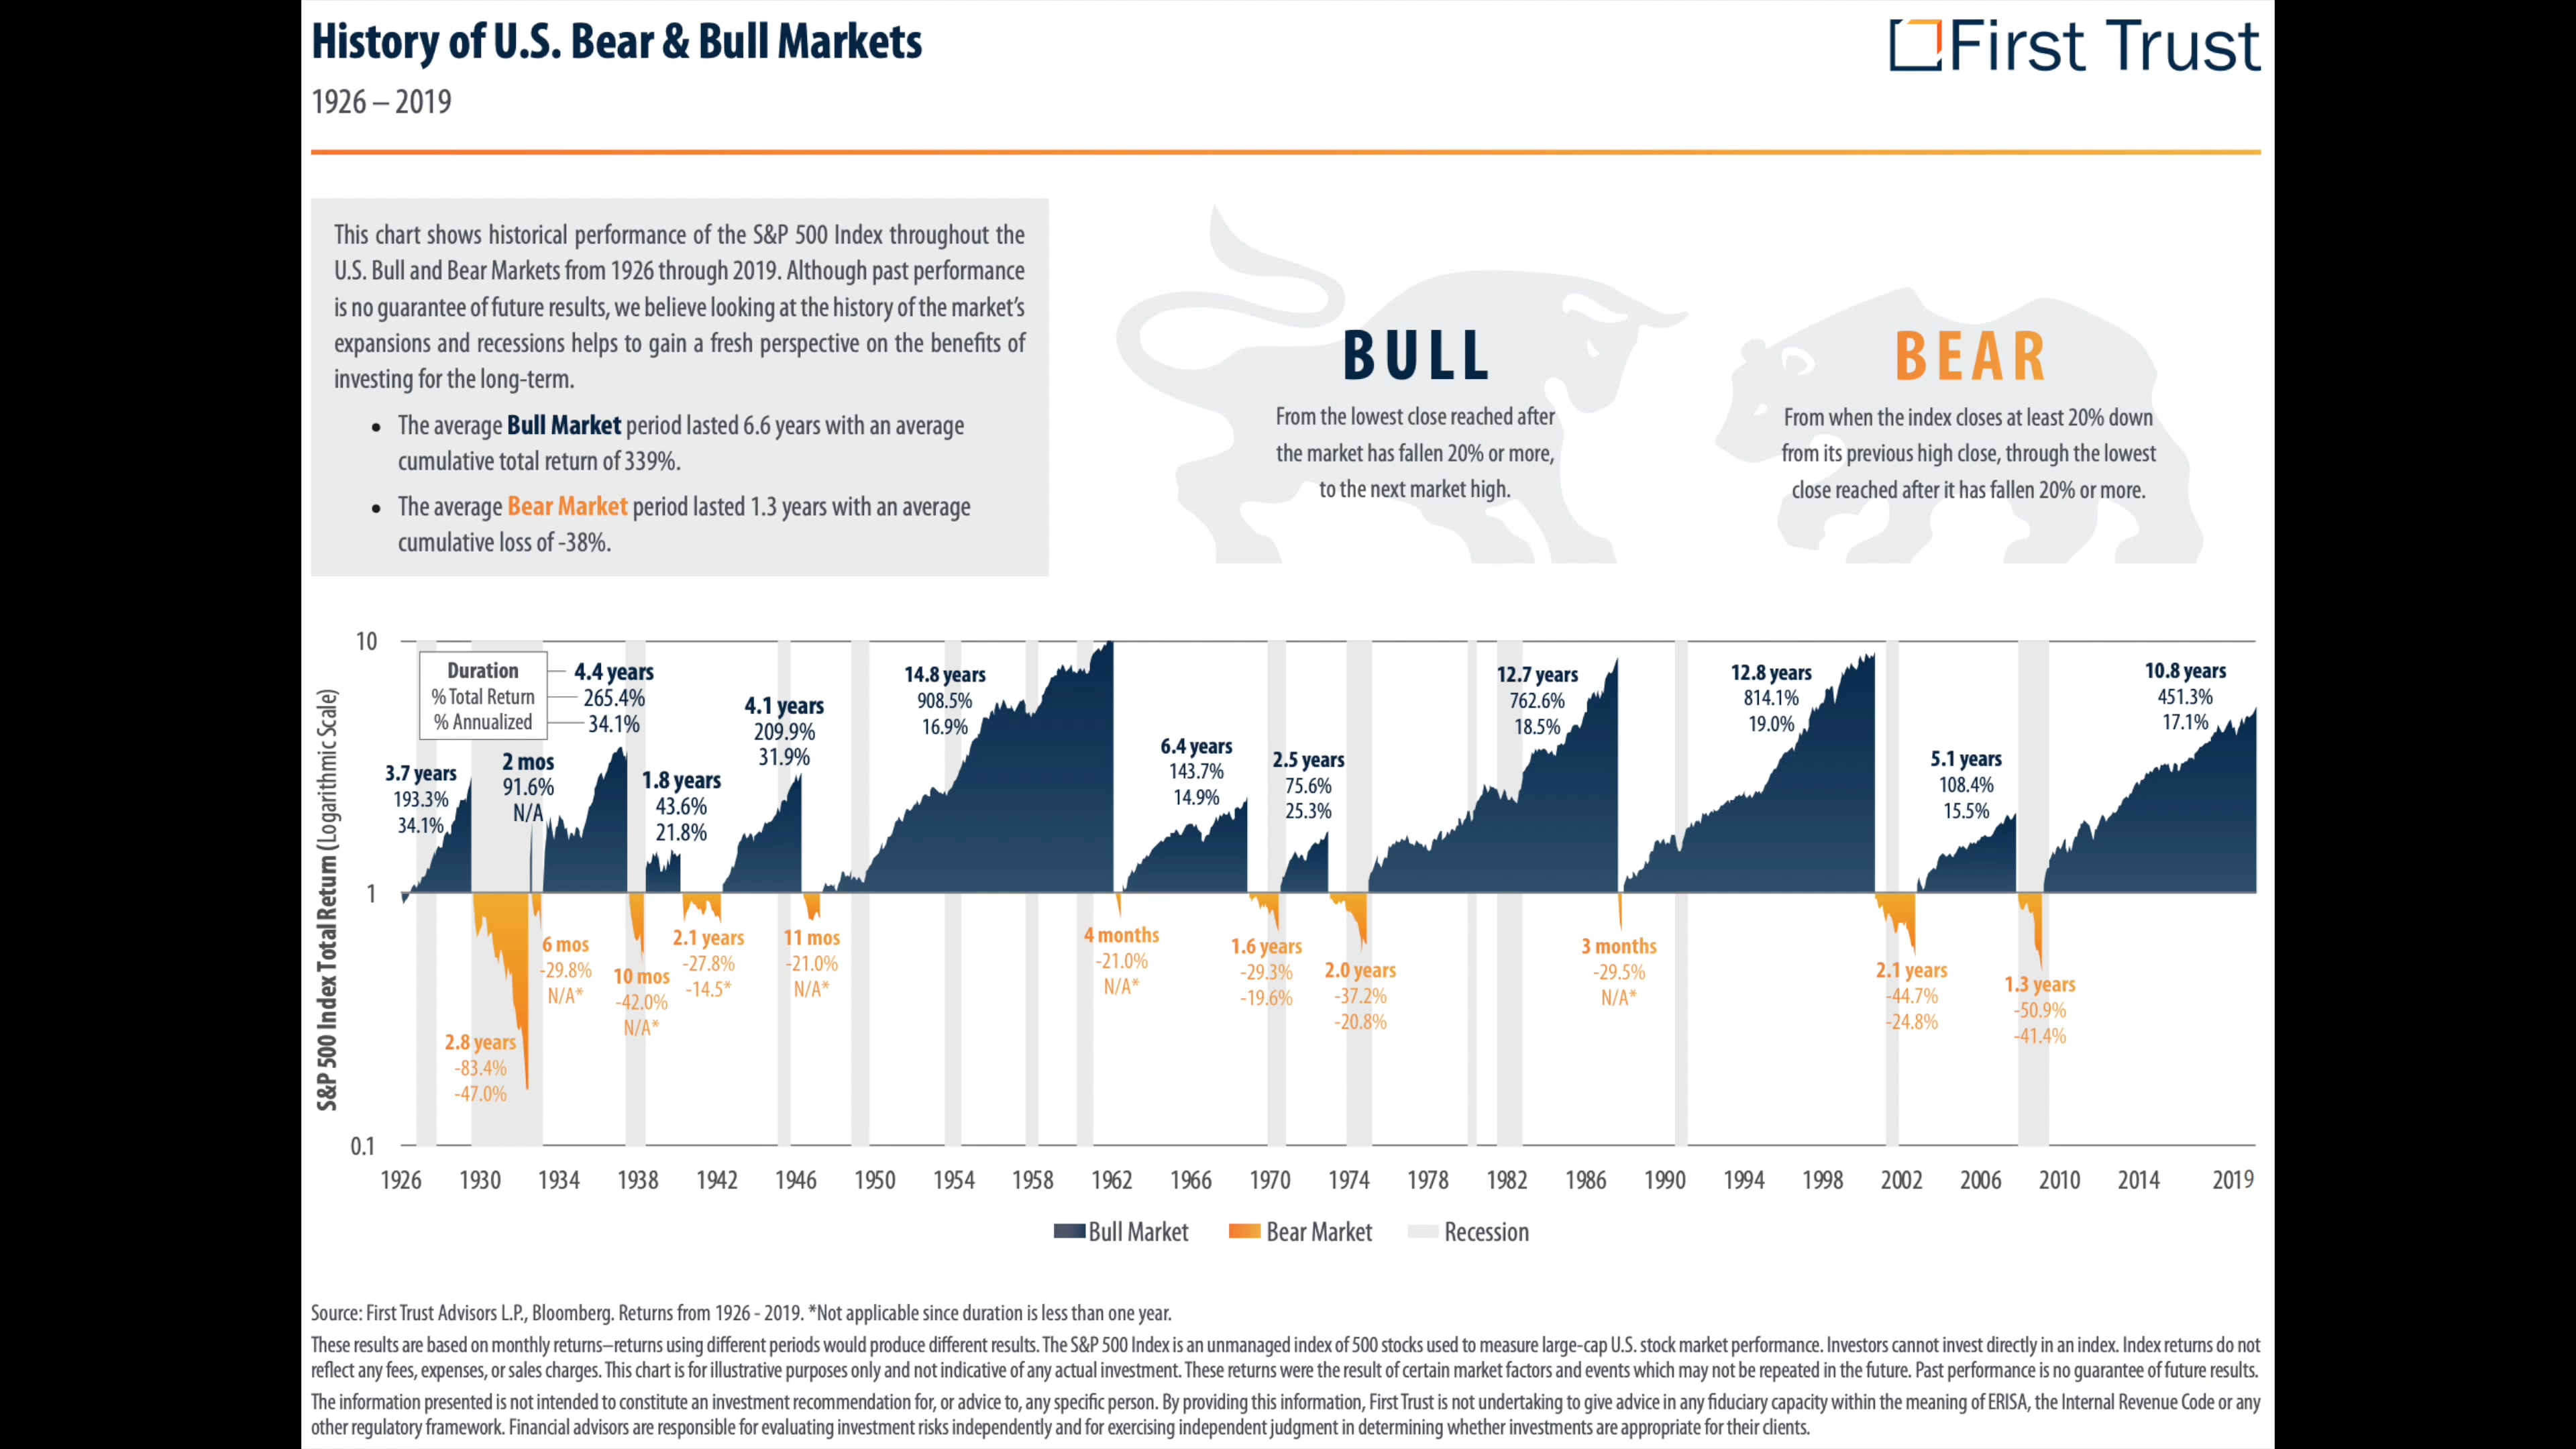 History of U.S. Bear & Bull Markets
First Trust
1926 – 2019
This chart shows historical performance of the S&P 500 Index throughout the
U.S. Bull and Bear Markets from 1926 through 2019. Although past performance
is no guarantee of future results, we believe looking at the history of the market's
expansions and recessions helps to gain a fresh perspective on the benefits of
investing for the long-term.
• The average Bull Market period lasted 6.6 years with an average
cumulative total return of 339%.
• The average Bear Market period lasted 1.3 years with an average
cumulative loss of -38%.
BULL
From the lowest close reached after
the market has fallen 20% or more,
to the next market high.
BEAR
From when the index closes at least 20% down
from its previous high close, through the lowest
close reached after it has fallen 20% or more.
S&P 500 Index Total Return (Logarithmic Scale)
10
1
0.1
Duration
% Total Return
% Annualized
3.7 years
193.3%
34.1%
2 mos
91.6%
N/A
4.4 years
265.4%
34.1%
1.8 years
43.6%
21.8%
4.1 years
209.9%
31.9%
14.8 years
908.5%
16.9%
6.4 years
143.7%
14.9%
2.5 years
75.6%
25.3%
12.7 years
762.6%
18.5%
12.8 years
814.1%
19.0%
5.1 years
108.4%
15.5%
10.8 years
451.3%
17.1%
2.8 years
-83.4%
-47.0%
6 mos
-29.8%
N/A*
10 mos
-42.0%
N/A*
2.1 years
-27.8%
-14.5*
11 mos
-21.0%
N/A*
4 months
-21.0%
N/A*
1.6 years
-29.3%
-19.6%
2.0 years
-37.2%
-20.8%
3 months
-29.5%
N/A*
2.1 years
-44.7%
-24.8%
1.3 years
-50.9%
-41.4%
1926 1930 1934 1938 1942 1946 1950 1954 1958 1962 1966 1970 1974 1978 1982 1986 1990 1994 1998 2002 2006 2010 2014 2019
Bull Market Bear Market Recession
Source: First Trust Advisors L.P., Bloomberg. Returns from 1926 - 2019. *Not applicable since duration is less than one year.
These results are based on monthly returns–returns using different periods would produce different results. The S&P 500 Index is an unmanaged index of 500 stocks used to measure large-cap U.S. stock market performance. Investors cannot invest directly in an index. Index returns do not
reflect any fees, expenses, or sales charges. This chart is for illustrative purposes only and not indicative of any actual investment. These returns were the result of certain market factors and events which may not be repeated in the future. Past performance is no guarantee of future results.
The information presented is not intended to constitute an investment recommendation for, or advice to, any specific person. By providing this information, First Trust is not undertaking to give advice in any fiduciary capacity within the meaning of ERISA, the Internal Revenue Code or any
other regulatory framework. Financial advisors are responsible for evaluating investment risks independently and for exercising independent judgment in determining whether investments are appropriate for their clients.